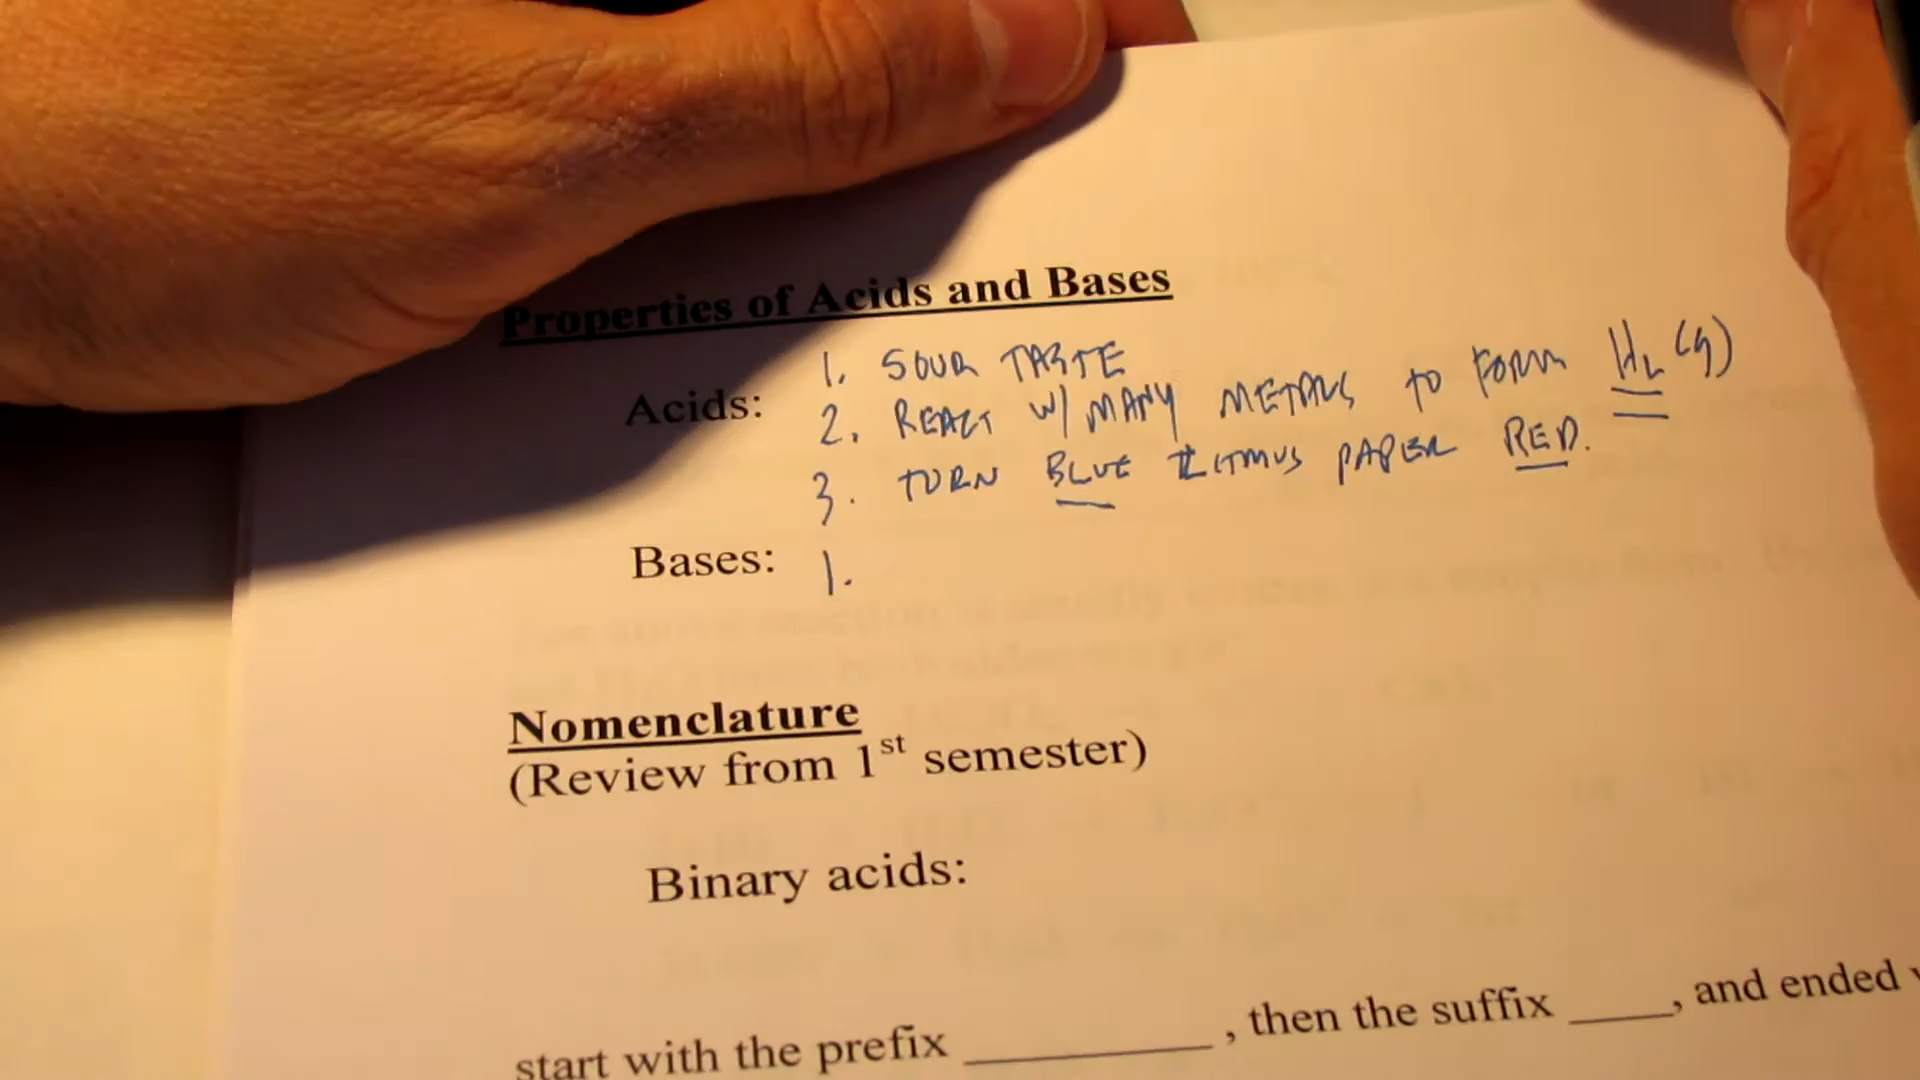 Properties of Acids and Bases
1. SOUR TASTE
Acids:
2. REACT W/ MANY METALS TO FORM H₂(g)
3. TURN BLUE LITMUS PAPER RED.
Bases: 1.
Nomenclature
(Review from 1st semester)
Binary acids:
start with the prefix __________, then the suffix _____, and ended